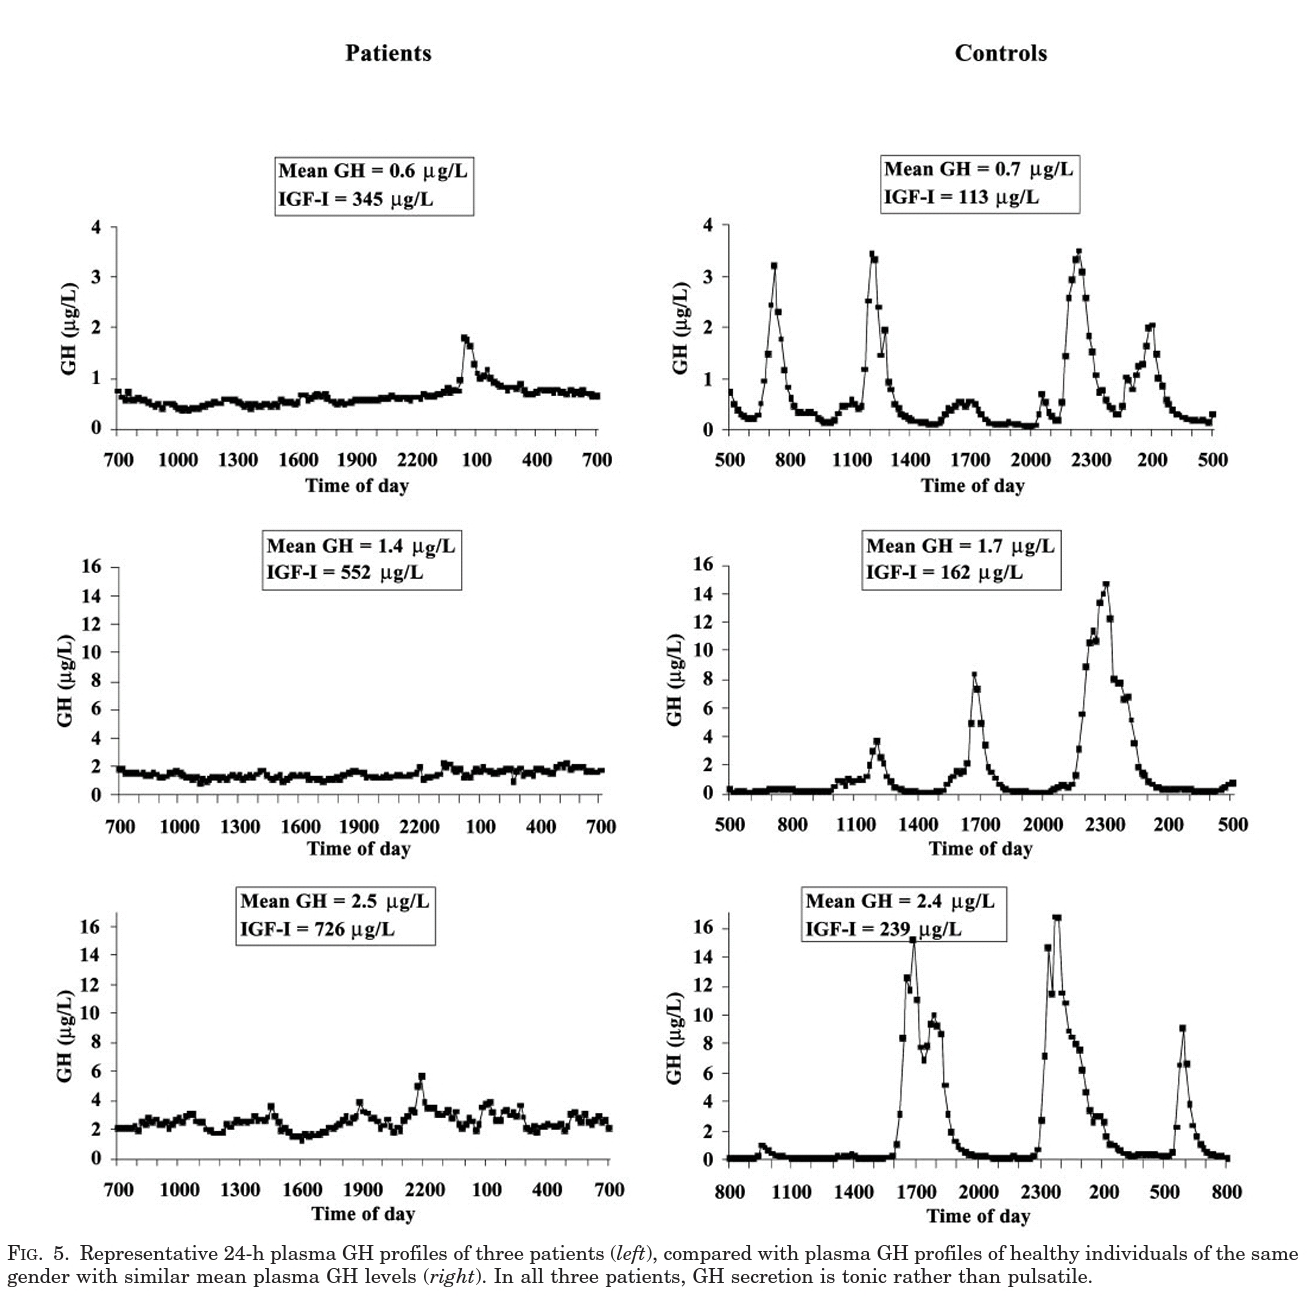 Patients
Controls
Mean GH = 0.6 µg/L
IGF-I = 345 µg/L
4
3
2
1
0
GH (µg/L)
700 1000 1300 1600 1900 2200 100 400 700
Time of day
Mean GH = 0.7 µg/L
IGF-I = 113 µg/L
4
3
2
1
0
GH (µg/L)
500 800 1100 1400 1700 2000 2300 200 500
Time of day
Mean GH = 1.4 µg/L
IGF-I = 552 µg/L
16
14
12
10
8
6
4
2
0
GH (µg/L)
700 1000 1300 1600 1900 2200 100 400 700
Time of day
Mean GH = 1.7 µg/L
IGF-I = 162 µg/L
16
14
12
10
8
6
4
2
0
GH (µg/L)
500 800 1100 1400 1700 2000 2300 200 500
Time of day
Mean GH = 2.5 µg/L
IGF-I = 726 µg/L
16
14
12
10
8
6
4
2
0
GH (µg/L)
700 1000 1300 1600 1900 2200 100 400 700
Time of day
Mean GH = 2.4 µg/L
IGF-I = 239 µg/L
16
14
12
10
8
6
4
2
0
GH (µg/L)
800 1100 1400 1700 2000 2300 200 500 800
Time of day
FIG. 5. Representative 24-h plasma GH profiles of three patients (left), compared with plasma GH profiles of healthy individuals of the same
gender with similar mean plasma GH levels (right). In all three patients, GH secretion is tonic rather than pulsatile.